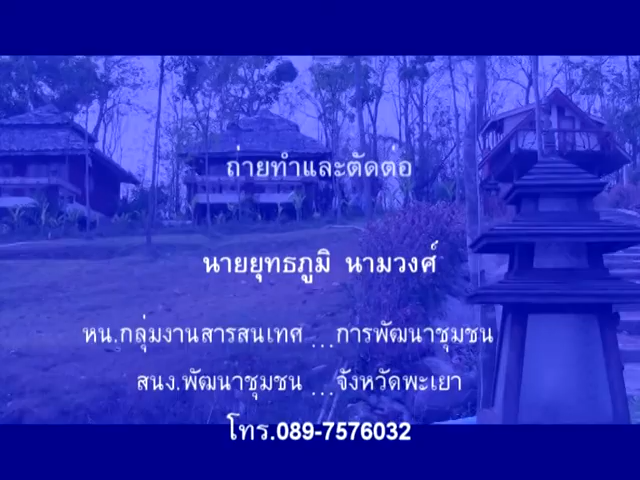 ถ่ายทำและตัดต่อ
นายยุทธภูมิ นามวงศ์
หน.กลุ่มงานสารสนเทศ ...การพัฒนาชุมชน
สนง.พัฒนาชุมชน ...จังหวัดพะเยา
โทร.089-7576032